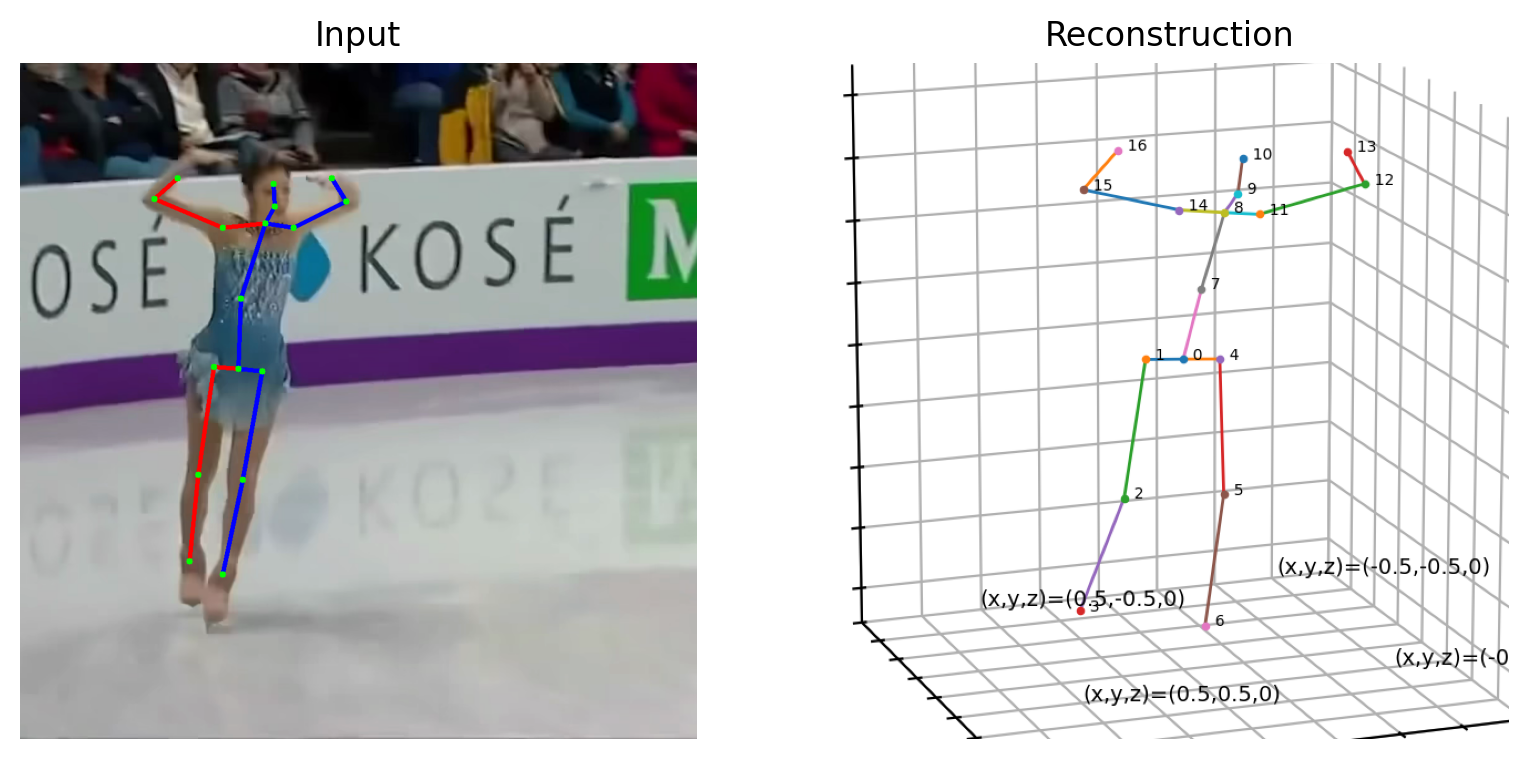 Input
OSÉ
KOSÉ
M
KOSE
Reconstruction
16
10
13
15
12
9
14
8
11
7
1
0
4
2
5
(x,y,z)=(-0.5,-0.5,0)
(x,y,z)=(0.5,-0.5,0)
3
6
(x,y,z)=(-0
(x,y,z)=(0.5,0.5,0)